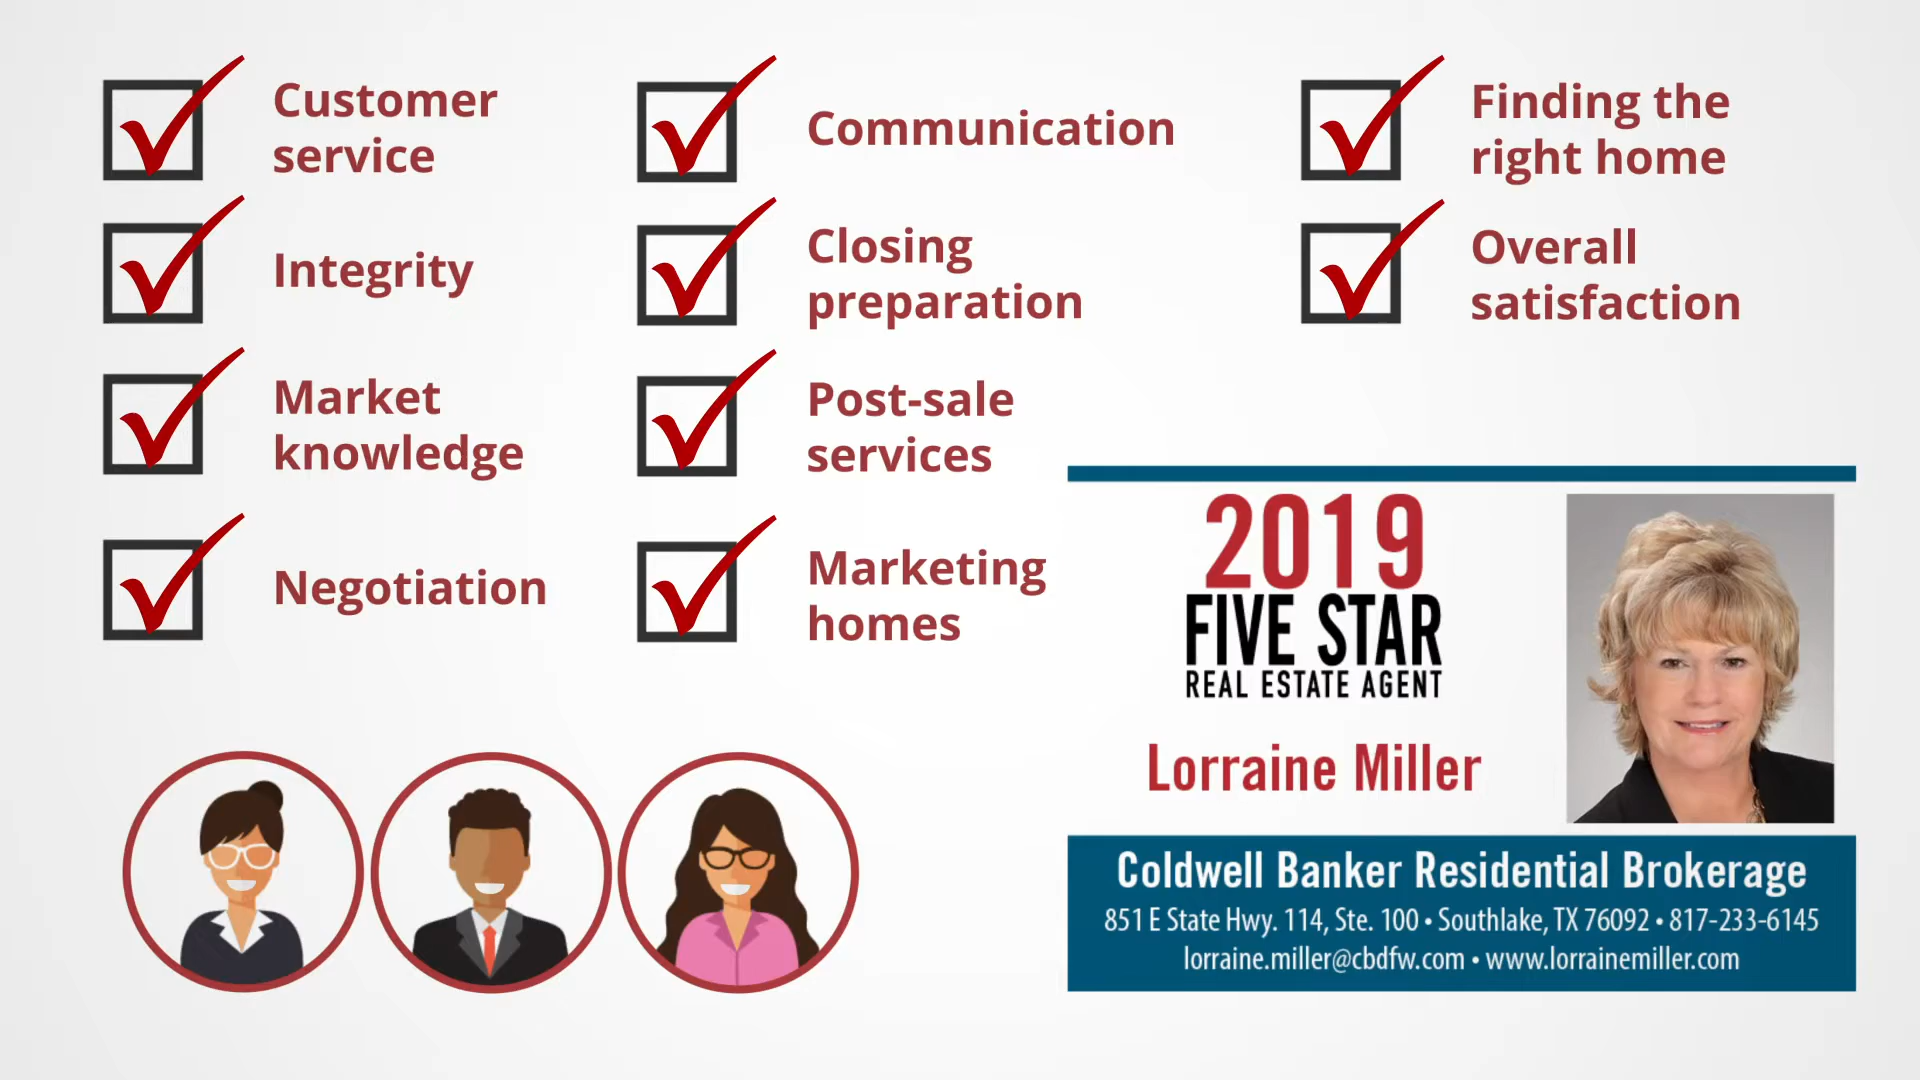 Customer
service
Integrity
Market
knowledge
Negotiation
Communication
Closing
preparation
Post-sale
services
Marketing
homes
Finding the
right home
Overall
satisfaction
2019
FIVE STAR
REAL ESTATE AGENT
Lorraine Miller
Coldwell Banker Residential Brokerage
851 E State Hwy. 114, Ste. 100 • Southlake, TX 76092 • 817-233-6145
lorraine.miller@cbdfw.com • www.lorrainemiller.com